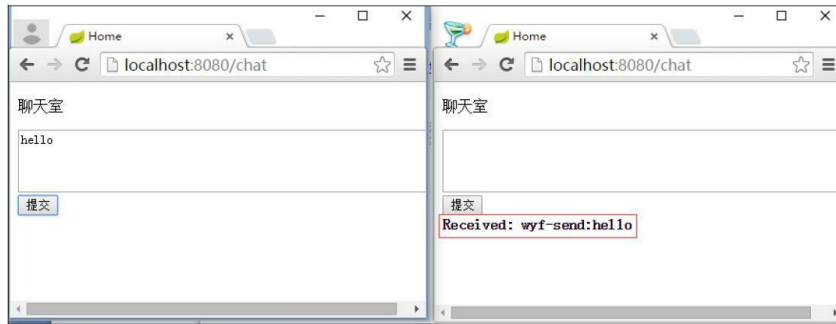 Home
localhost:8080/chat
聊天室
hello
提交
Home
localhost:8080/chat
聊天室
提交
Received: wyf-send:hello